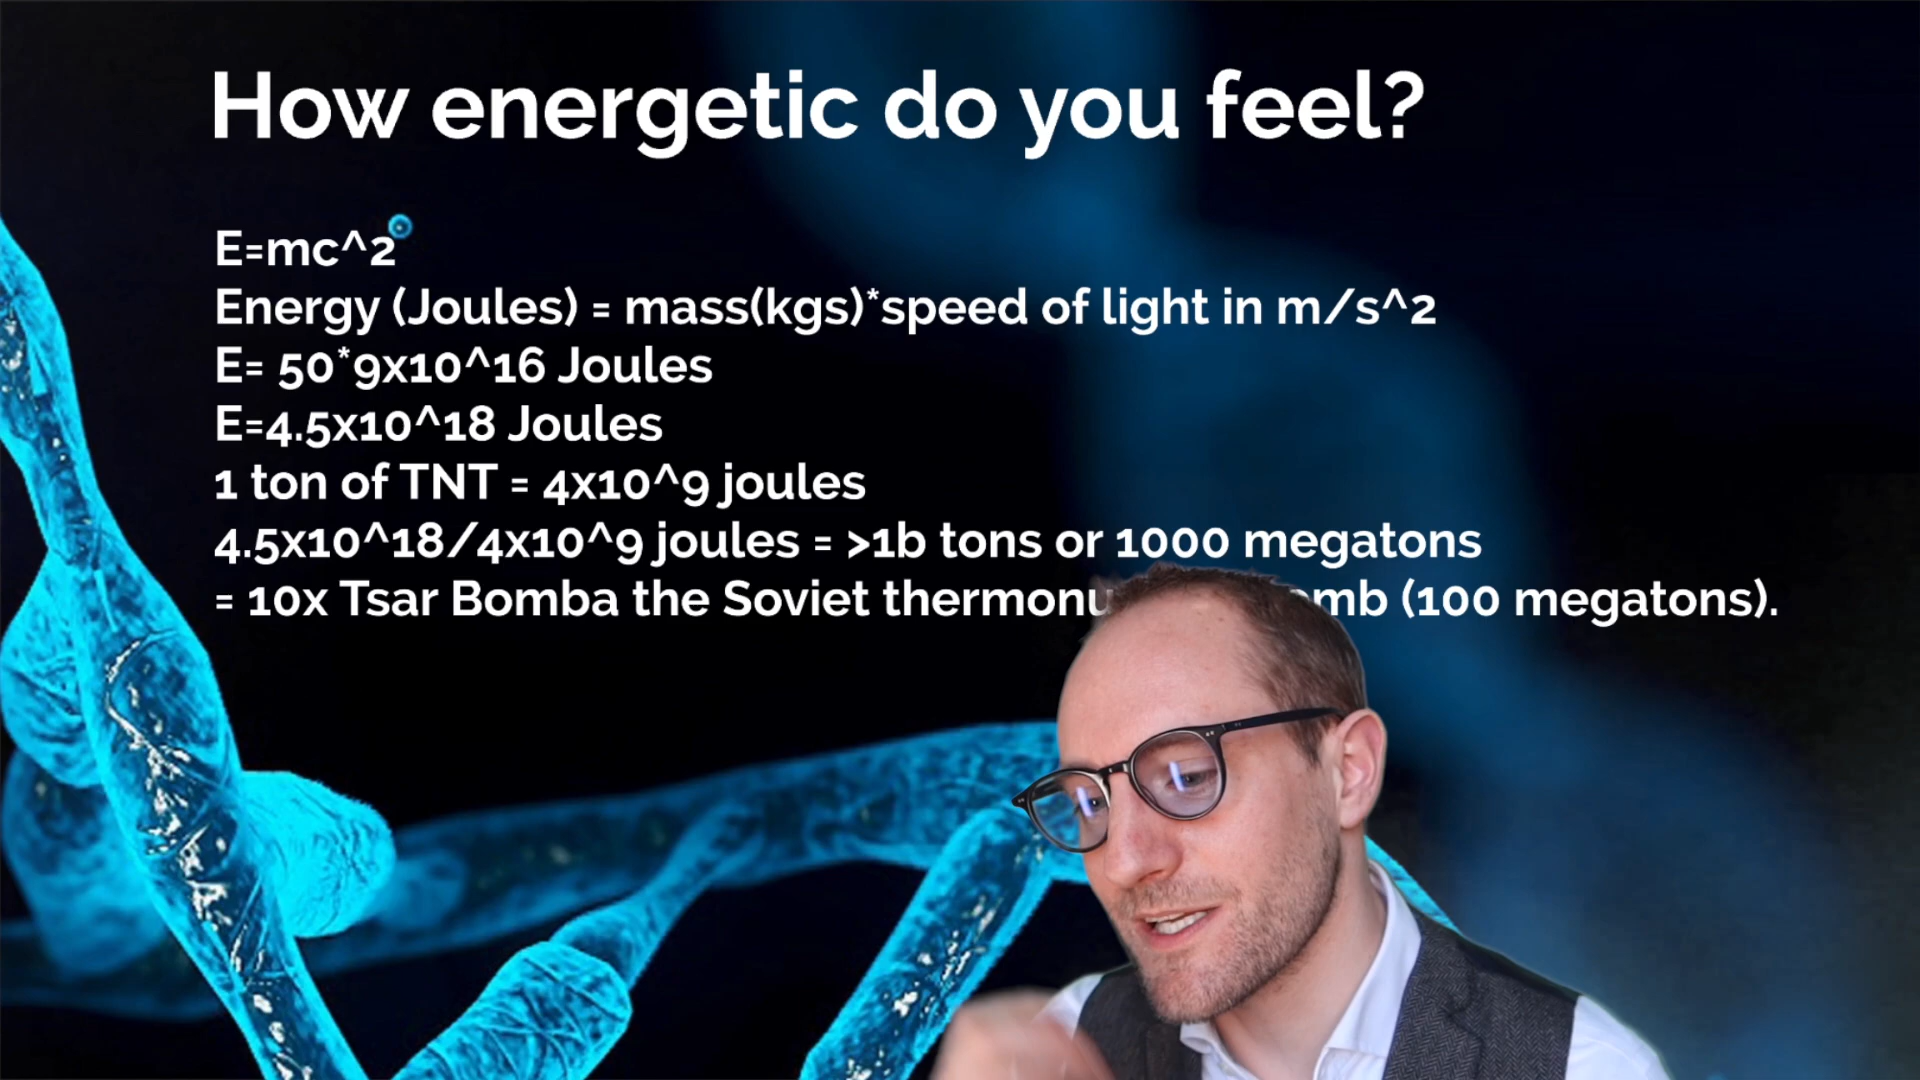 How energetic do you feel?
E=mc^2
Energy (Joules) = mass(kgs)*speed of light in m/s^2
E= 50*9x10^16 Joules
E=4.5x10^18 Joules
1 ton of TNT = 4x10^9 joules
4.5x10^18/4x10^9 joules = >1b tons or 1000 megatons
= 10x Tsar Bomba the Soviet (100 megatons).